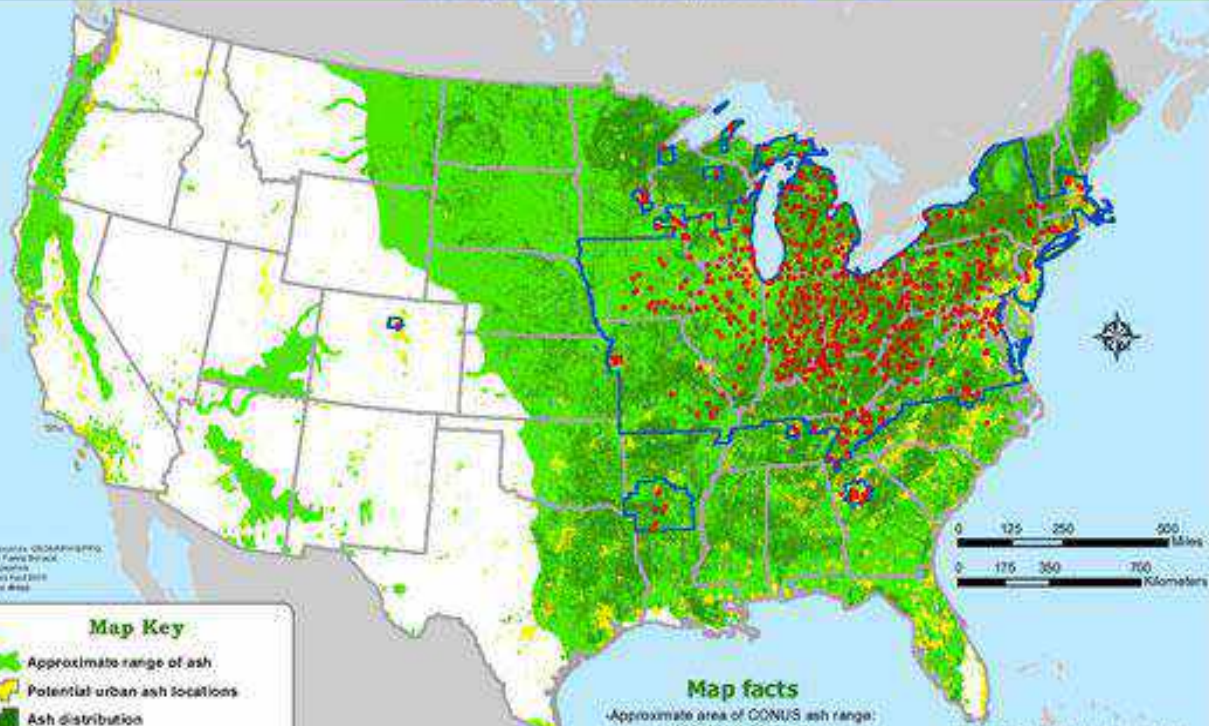 0 125 250 500
Miles
0 175 350 700
Kilometers
Map Key
Approximate range of ash
Potential urban ash locations
Ash distribution
Map facts
-Approximate area of CONUS ash range: